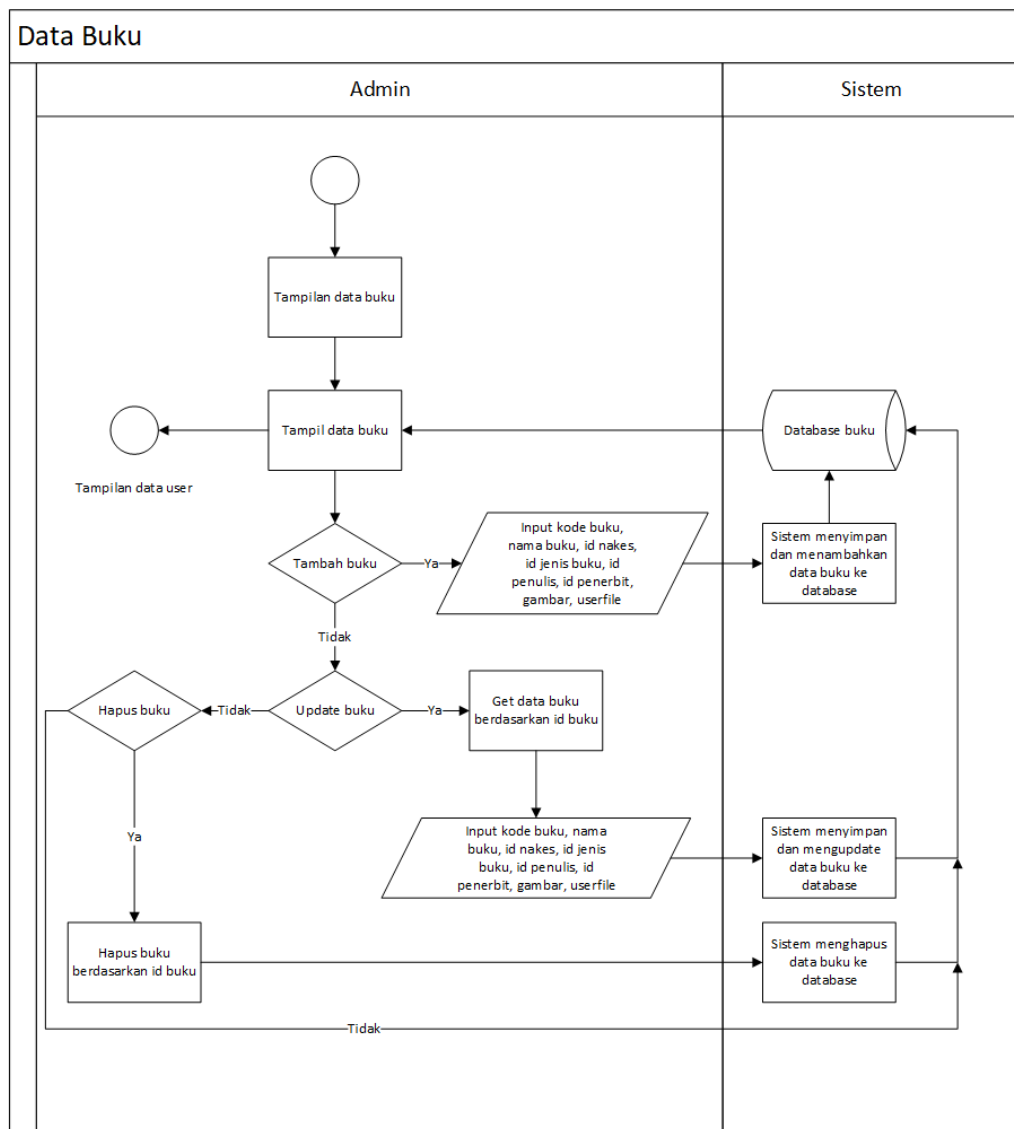 Data Buku
Admin
Sistem
Tampilan data buku
Tampil data buku
Database buku
Tampilan data user
Tambah buku
Ya
Input kode buku,
nama buku, id nakes,
id jenis buku, id
penulis, id penerbit,
gambar, userfile
Sistem menyimpan
dan menambahkan
data buku ke
database
Tidak
Hapus buku
Tidak
Update buku
Ya
Get data buku
berdasarkan id buku
Ya
Input kode buku, nama
buku, id nakes, id jenis
buku, id penulis, id
penerbit, gambar, userfile
Sistem menyimpan
dan mengupdate
data buku ke
database
Hapus buku
berdasarkan id buku
Sistem menghapus
data buku ke
database
Tidak